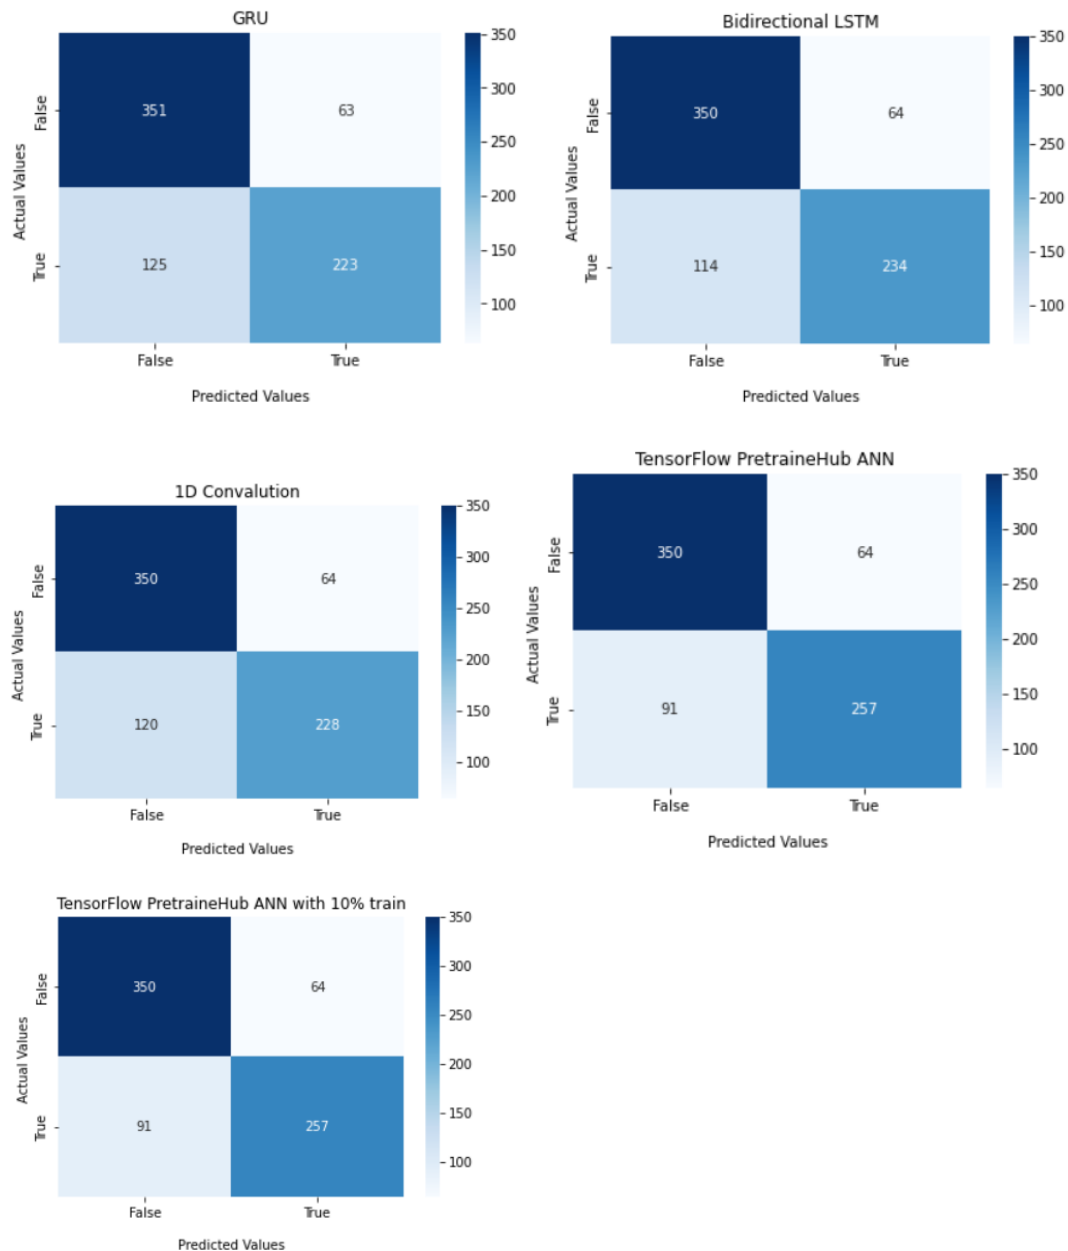 GRU
350
300
250
200
150
100
351 63
125 223
False
True
Actual Values
False True
Predicted Values
Bidirectional LSTM
350
300
250
200
150
100
350 64
114 234
False
True
Actual Values
False True
Predicted Values
1D Convalution
350
300
250
200
150
100
350 64
120 228
False
True
Actual Values
False True
Predicted Values
TensorFlow PretraineHub ANN
350
300
250
200
150
100
350 64
91 257
False
True
Actual Values
False True
Predicted Values
TensorFlow PretraineHub ANN with 10% train
350
300
250
200
150
100
350 64
91 257
False
True
Actual Values
False True
Predicted Values